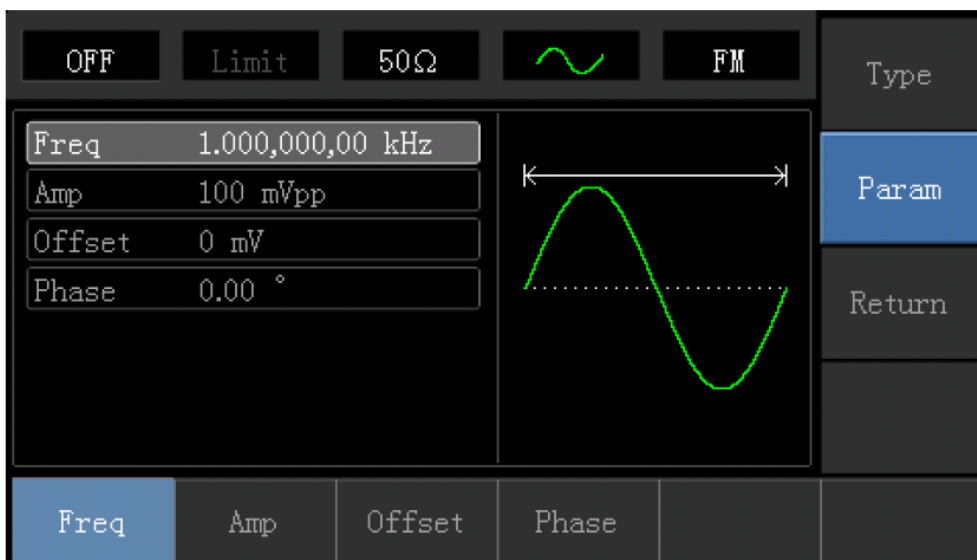 OFF Limit 50Ω FM
Type
Freq 1.000,000,00 kHz
Amp 100 mVpp
Param
Offset 0 mV
Phase 0.00 °
Return
Freq Amp Offset Phase